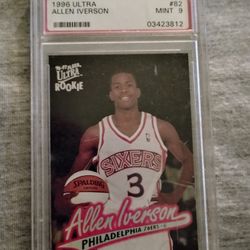 1996 ULTRA #82
ALLEN IVERSON MINT 9
03423812
ULTRA
ROOKIE
SIXERS
3
SPALDING
Allen Iverson
PHILADELPHIA 76ERS